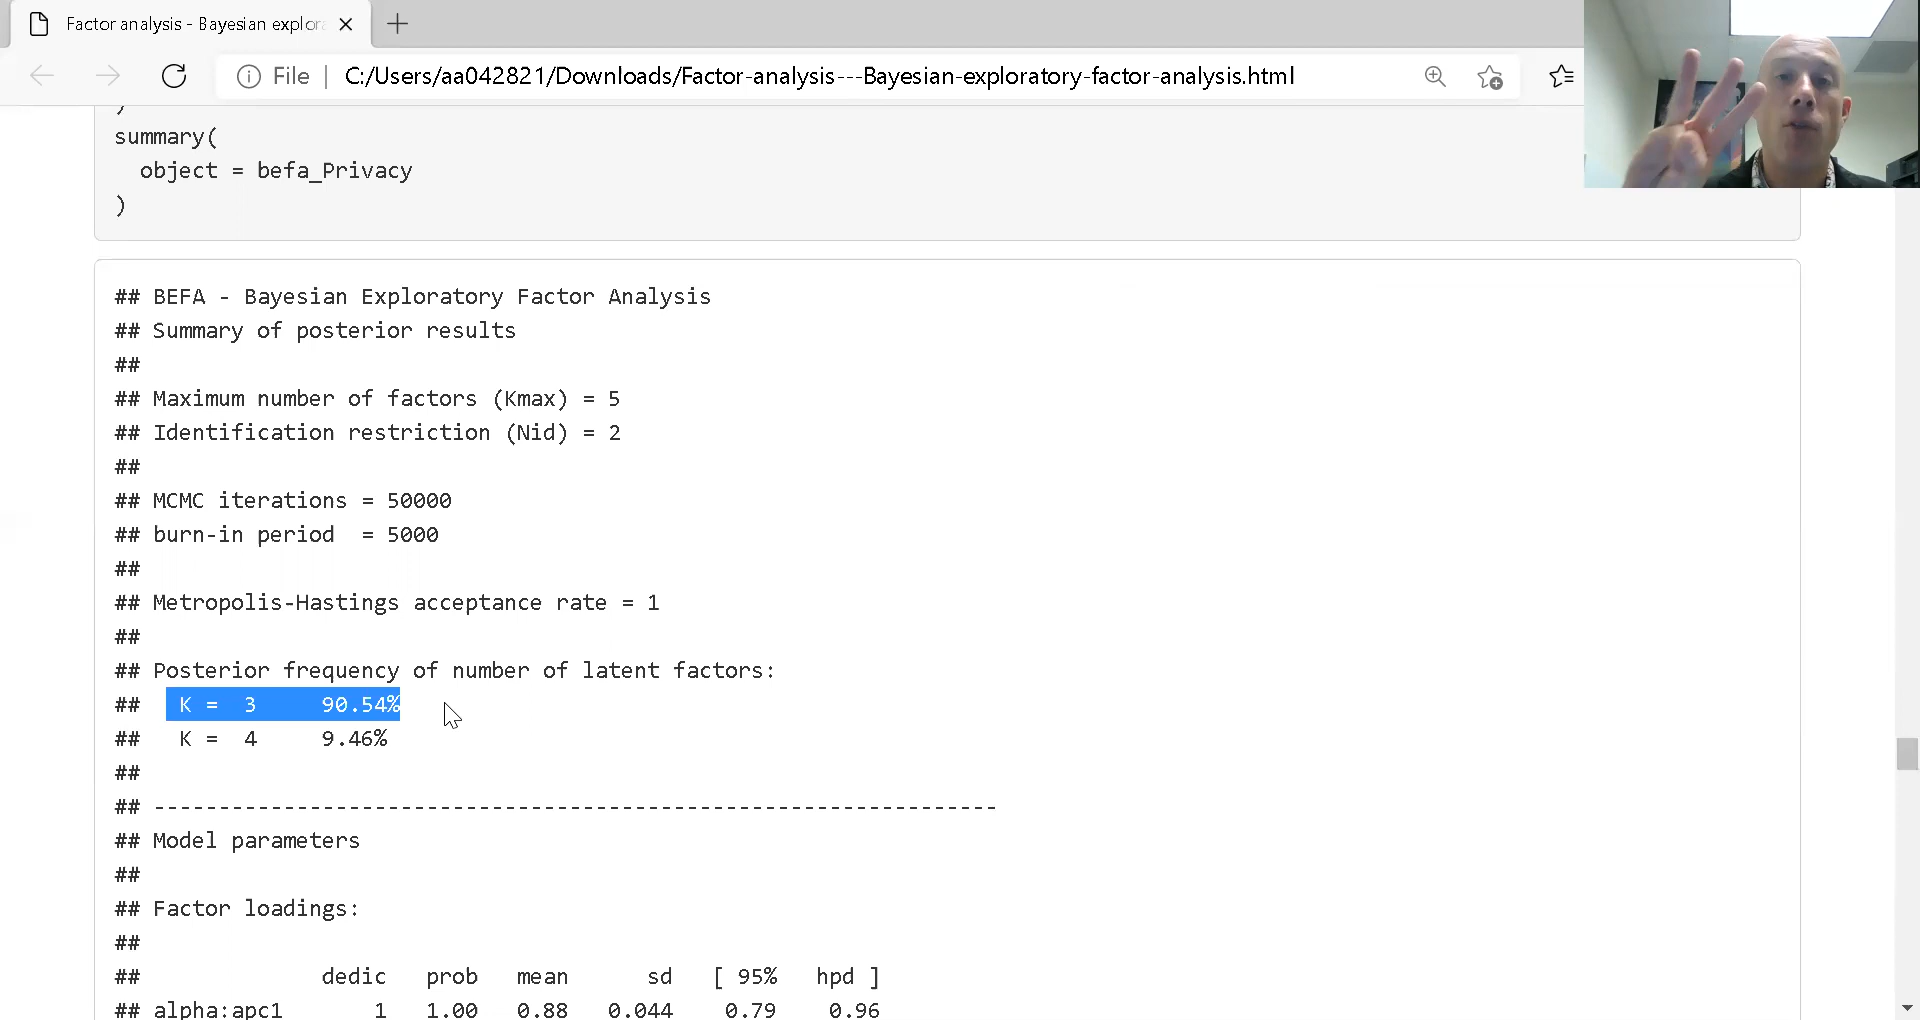 Factor analysis - Bayesian explor
File | C:/Users/aa042821/Downloads/Factor-analysis---Bayesian-exploratory-factor-analysis.html
)
summary(
object = befa_Privacy
)
## BEFA - Bayesian Exploratory Factor Analysis
## Summary of posterior results
##
## Maximum number of factors (Kmax) = 5
## Identification restriction (Nid) = 2
##
## MCMC iterations = 50000
## burn-in period  = 5000
##
## Metropolis-Hastings acceptance rate = 1
##
## Posterior frequency of number of latent factors:
##   K =  3     90.54%
##   K =  4     9.46%
##
## -----------------------------------------------------------------
## Model parameters
##
## Factor loadings:
##
##              dedic   prob   mean      sd   [ 95%   hpd ]
## alpha:apc1       1   1.00   0.88   0.044    0.79    0.96